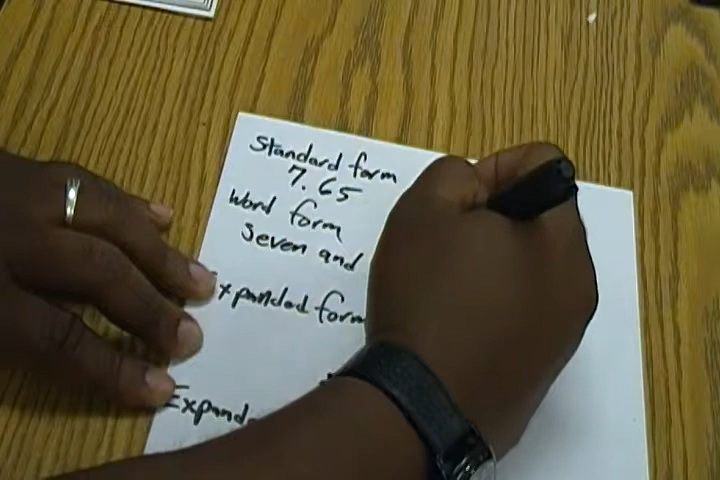 Standard form
7.65
Word form
seven and
Expanded form
Expand